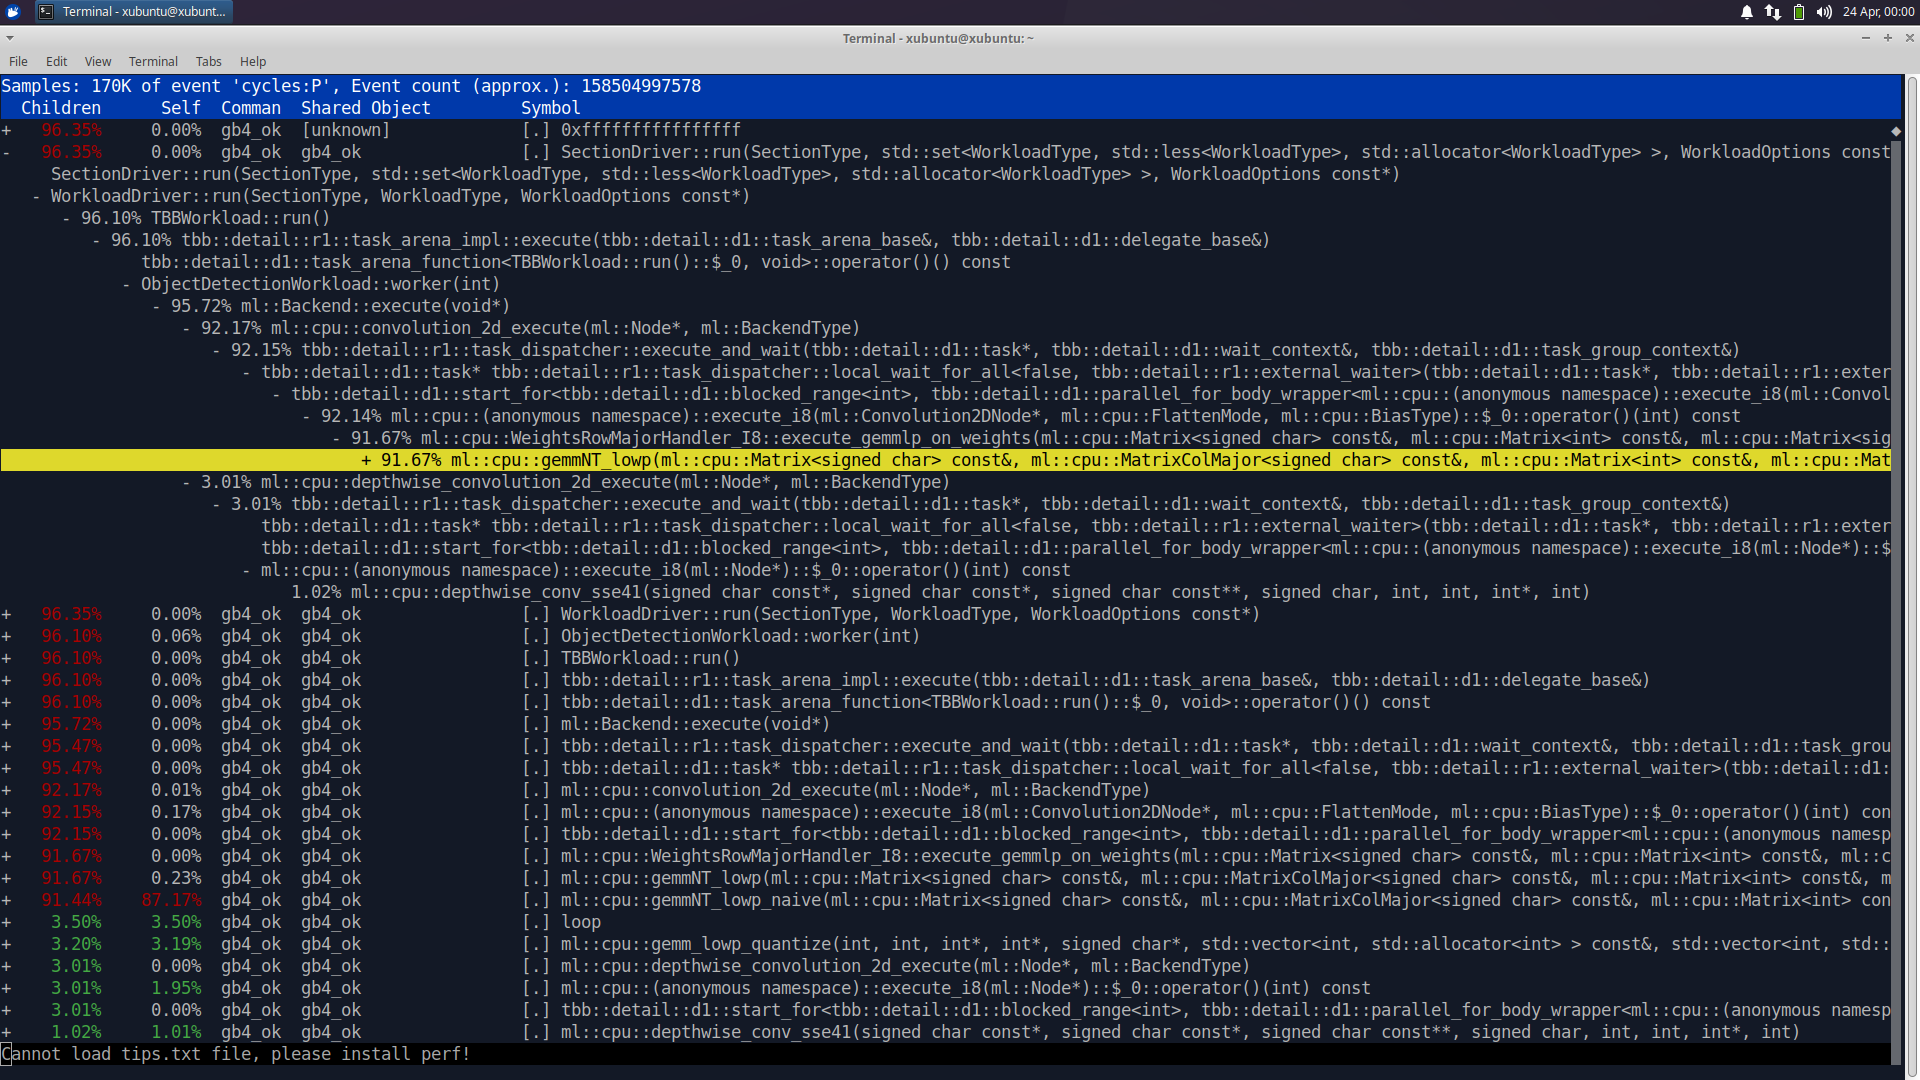 Terminal - xubuntu@xubunt...
24 Apr, 00:00
Terminal - xubuntu@xubuntu: ~
File Edit View Terminal Tabs Help
Samples: 170K of event 'cycles:P', Event count (approx.): 158504997578
Children Self Comman Shared Object Symbol
+ 96.35% 0.00% gb4_ok [unknown] [.] 0xffffffffffffffff
- 96.35% 0.00% gb4_ok gb4_ok [.] SectionDriver::run(SectionType, std::set<WorkloadType, std::less<WorkloadType>, std::allocator<WorkloadType> >, WorkloadOptions const
SectionDriver::run(SectionType, std::set<WorkloadType, std::less<WorkloadType>, std::allocator<WorkloadType> >, WorkloadOptions const*)
- WorkloadDriver::run(SectionType, WorkloadType, WorkloadOptions const*)
- 96.10% TBBWorkload::run()
- 96.10% tbb::detail::r1::task_arena_impl::execute(tbb::detail::d1::task_arena_base&, tbb::detail::d1::delegate_base&)
tbb::detail::d1::task_arena_function<TBBWorkload::run()::$_0, void>::operator()() const
- ObjectDetectionWorkload::worker(int)
- 95.72% ml::Backend::execute(void*)
- 92.17% ml::cpu::convolution_2d_execute(ml::Node*, ml::BackendType)
- 92.15% tbb::detail::r1::task_dispatcher::execute_and_wait(tbb::detail::d1::task*, tbb::detail::d1::wait_context&, tbb::detail::d1::task_group_context&)
- tbb::detail::d1::task* tbb::detail::r1::task_dispatcher::local_wait_for_all<false, tbb::detail::r1::external_waiter>(tbb::detail::d1::task*, tbb::detail::r1::exter
- tbb::detail::d1::start_for<tbb::detail::d1::blocked_range<int>, tbb::detail::d1::parallel_for_body_wrapper<ml::cpu::(anonymous namespace)::execute_i8(ml::Convol
- 92.14% ml::cpu::(anonymous namespace)::execute_i8(ml::Convolution2DNode*, ml::cpu::FlattenMode, ml::cpu::BiasType)::$_0::operator()(int) const
- 91.67% ml::cpu::WeightsRowMajorHandler_I8::execute_gemmlp_on_weights(ml::cpu::Matrix<signed char> const&, ml::cpu::Matrix<int> const&, ml::cpu::Matrix<sig
+ 91.67% ml::cpu::gemmNT_lowp(ml::cpu::Matrix<signed char> const&, ml::cpu::MatrixColMajor<signed char> const&, ml::cpu::Matrix<int> const&, ml::cpu::Mat
- 3.01% ml::cpu::depthwise_convolution_2d_execute(ml::Node*, ml::BackendType)
- 3.01% tbb::detail::r1::task_dispatcher::execute_and_wait(tbb::detail::d1::task*, tbb::detail::d1::wait_context&, tbb::detail::d1::task_group_context&)
tbb::detail::d1::task* tbb::detail::r1::task_dispatcher::local_wait_for_all<false, tbb::detail::r1::external_waiter>(tbb::detail::d1::task*, tbb::detail::r1::exter
tbb::detail::d1::start_for<tbb::detail::d1::blocked_range<int>, tbb::detail::d1::parallel_for_body_wrapper<ml::cpu::(anonymous namespace)::execute_i8(ml::Node*)::$
- ml::cpu::(anonymous namespace)::execute_i8(ml::Node*)::$_0::operator()(int) const
1.02% ml::cpu::depthwise_conv_sse41(signed char const*, signed char const*, signed char const**, signed char, int, int, int*, int)
+ 96.35% 0.00% gb4_ok gb4_ok [.] WorkloadDriver::run(SectionType, WorkloadType, WorkloadOptions const*)
+ 96.10% 0.06% gb4_ok gb4_ok [.] ObjectDetectionWorkload::worker(int)
+ 96.10% 0.00% gb4_ok gb4_ok [.] TBBWorkload::run()
+ 96.10% 0.00% gb4_ok gb4_ok [.] tbb::detail::r1::task_arena_impl::execute(tbb::detail::d1::task_arena_base&, tbb::detail::d1::delegate_base&)
+ 96.10% 0.00% gb4_ok gb4_ok [.] tbb::detail::d1::task_arena_function<TBBWorkload::run()::$_0, void>::operator()() const
+ 95.72% 0.00% gb4_ok gb4_ok [.] ml::Backend::execute(void*)
+ 95.47% 0.00% gb4_ok gb4_ok [.] tbb::detail::r1::task_dispatcher::execute_and_wait(tbb::detail::d1::task*, tbb::detail::d1::wait_context&, tbb::detail::d1::task_grou
+ 95.47% 0.00% gb4_ok gb4_ok [.] tbb::detail::d1::task* tbb::detail::r1::task_dispatcher::local_wait_for_all<false, tbb::detail::r1::external_waiter>(tbb::detail::d1:
+ 92.17% 0.01% gb4_ok gb4_ok [.] ml::cpu::convolution_2d_execute(ml::Node*, ml::BackendType)
+ 92.15% 0.17% gb4_ok gb4_ok [.] ml::cpu::(anonymous namespace)::execute_i8(ml::Convolution2DNode*, ml::cpu::FlattenMode, ml::cpu::BiasType)::$_0::operator()(int) con
+ 92.15% 0.00% gb4_ok gb4_ok [.] tbb::detail::d1::start_for<tbb::detail::d1::blocked_range<int>, tbb::detail::d1::parallel_for_body_wrapper<ml::cpu::(anonymous namesp
+ 91.67% 0.00% gb4_ok gb4_ok [.] ml::cpu::WeightsRowMajorHandler_I8::execute_gemmlp_on_weights(ml::cpu::Matrix<signed char> const&, ml::cpu::Matrix<int> const&, ml::c
+ 91.67% 0.23% gb4_ok gb4_ok [.] ml::cpu::gemmNT_lowp(ml::cpu::Matrix<signed char> const&, ml::cpu::MatrixColMajor<signed char> const&, ml::cpu::Matrix<int> const&, m
+ 91.44% 87.17% gb4_ok gb4_ok [.] ml::cpu::gemmNT_lowp_naive(ml::cpu::Matrix<signed char> const&, ml::cpu::MatrixColMajor<signed char> const&, ml::cpu::Matrix<int> con
+ 3.50% 3.50% gb4_ok gb4_ok [.] loop
+ 3.20% 3.19% gb4_ok gb4_ok [.] ml::cpu::gemm_lowp_quantize(int, int, int*, int*, signed char*, std::vector<int, std::allocator<int> > const&, std::vector<int, std::
+ 3.01% 0.00% gb4_ok gb4_ok [.] ml::cpu::depthwise_convolution_2d_execute(ml::Node*, ml::BackendType)
+ 3.01% 1.95% gb4_ok gb4_ok [.] ml::cpu::(anonymous namespace)::execute_i8(ml::Node*)::$_0::operator()(int) const
+ 3.01% 0.00% gb4_ok gb4_ok [.] tbb::detail::d1::start_for<tbb::detail::d1::blocked_range<int>, tbb::detail::d1::parallel_for_body_wrapper<ml::cpu::(anonymous namesp
+ 1.02% 1.01% gb4_ok gb4_ok [.] ml::cpu::depthwise_conv_sse41(signed char const*, signed char const*, signed char const**, signed char, int, int, int*, int)
Cannot load tips.txt file, please install perf!